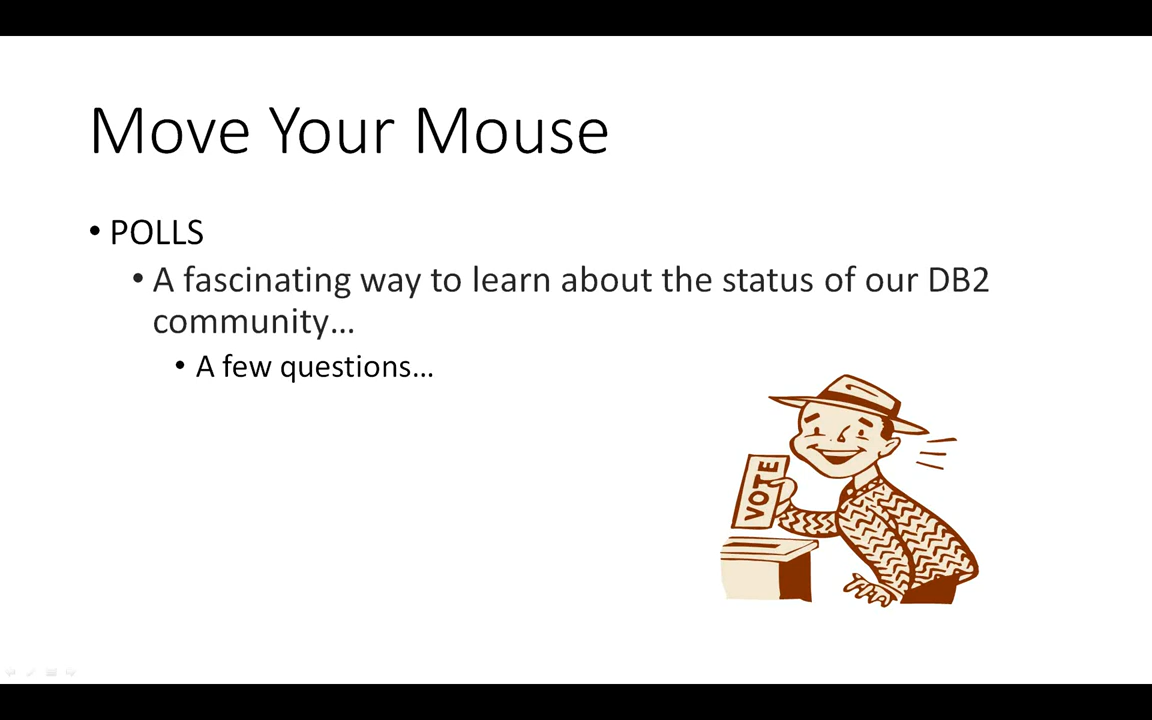 Move Your Mouse
• POLLS
• A fascinating way to learn about the status of our DB2
community…
• A few questions…
VOTE